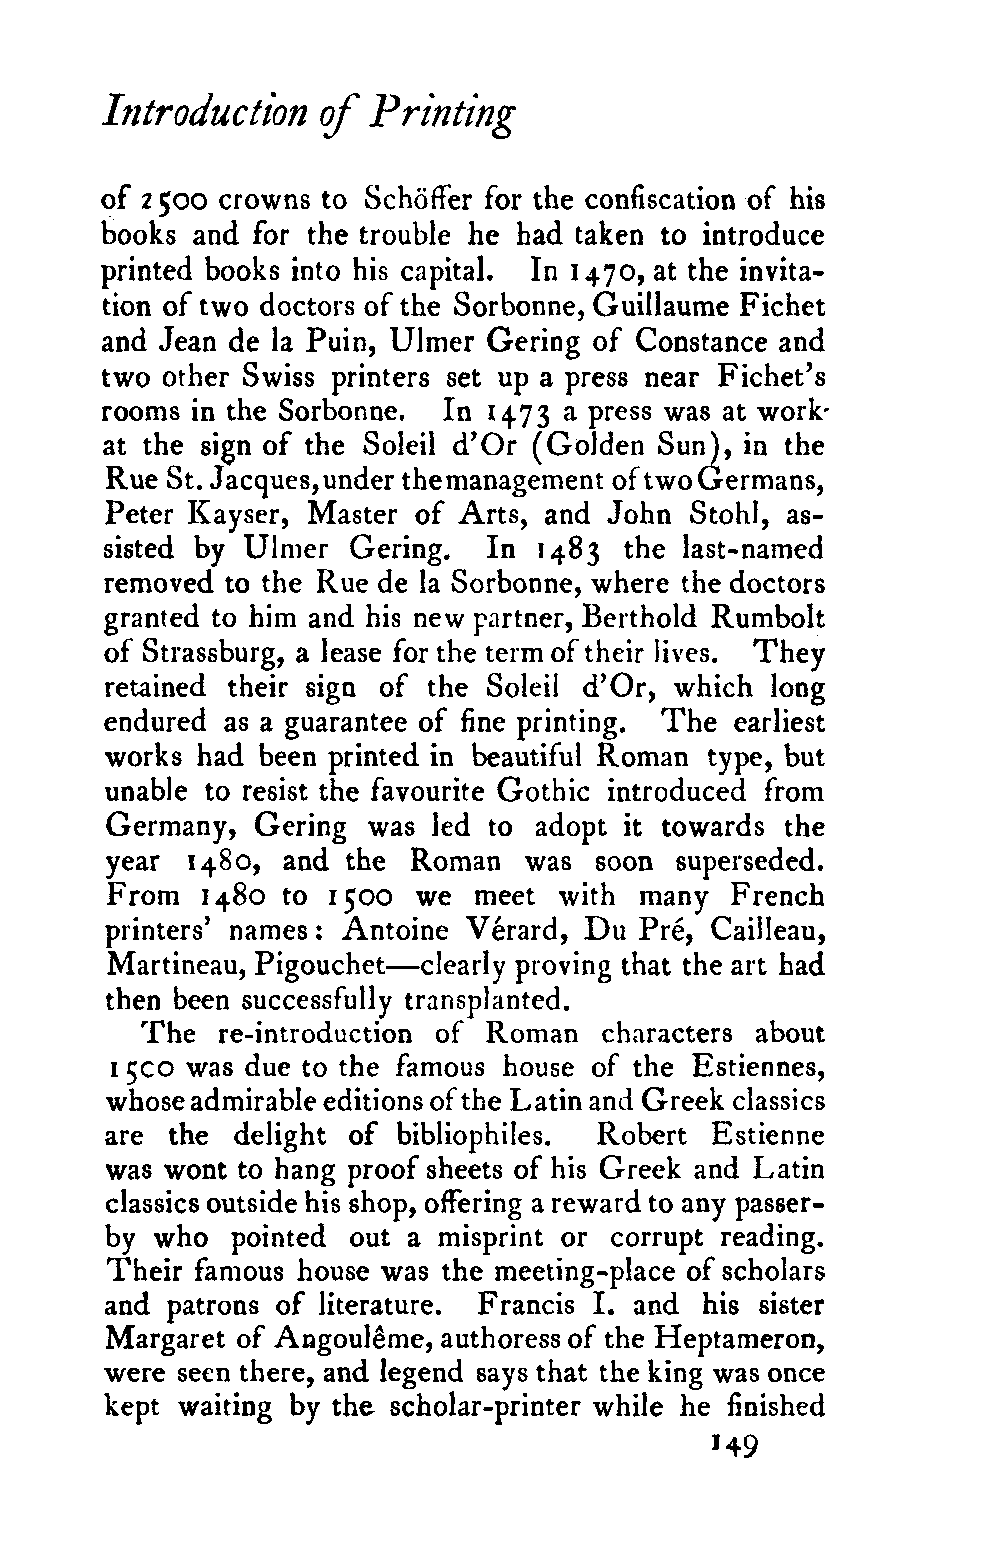 Introduction of Printing
of 2500 crowns to Schöffer for the confiscation of his
books and for the trouble he had taken to introduce
printed books into his capital. In 1470, at the invita-
tion of two doctors of the Sorbonne, Guillaume Fichet
and Jean de la Puin, Ulmer Gering of Constance and
two other Swiss printers set up a press near Fichet's
rooms in the Sorbonne. In 1473 a press was at work
at the sign of the Soleil d'Or (Golden Sun), in the
Rue St. Jacques, under the management of two Germans,
Peter Kayser, Master of Arts, and John Stohl, as-
sisted by Ulmer Gering. In 1483 the last-named
removed to the Rue de la Sorbonne, where the doctors
granted to him and his new partner, Berthold Rumbolt
of Strassburg, a lease for the term of their lives. They
retained their sign of the Soleil d'Or, which long
endured as a guarantee of fine printing. The earliest
works had been printed in beautiful Roman type, but
unable to resist the favourite Gothic introduced from
Germany, Gering was led to adopt it towards the
year 1480, and the Roman was soon superseded.
From 1480 to 1500 we meet with many French
printers' names: Antoine Vérard, Du Pré, Cailleau,
Martineau, Pigouchet—clearly proving that the art had
then been successfully transplanted.
The re-introduction of Roman characters about
1500 was due to the famous house of the Estiennes,
whose admirable editions of the Latin and Greek classics
are the delight of bibliophiles. Robert Estienne
was wont to hang proof sheets of his Greek and Latin
classics outside his shop, offering a reward to any passer-
by who pointed out a misprint or corrupt reading.
Their famous house was the meeting-place of scholars
and patrons of literature. Francis I. and his sister
Margaret of Angoulême, authoress of the Heptameron,
were seen there, and legend says that the king was once
kept waiting by the scholar-printer while he finished
149